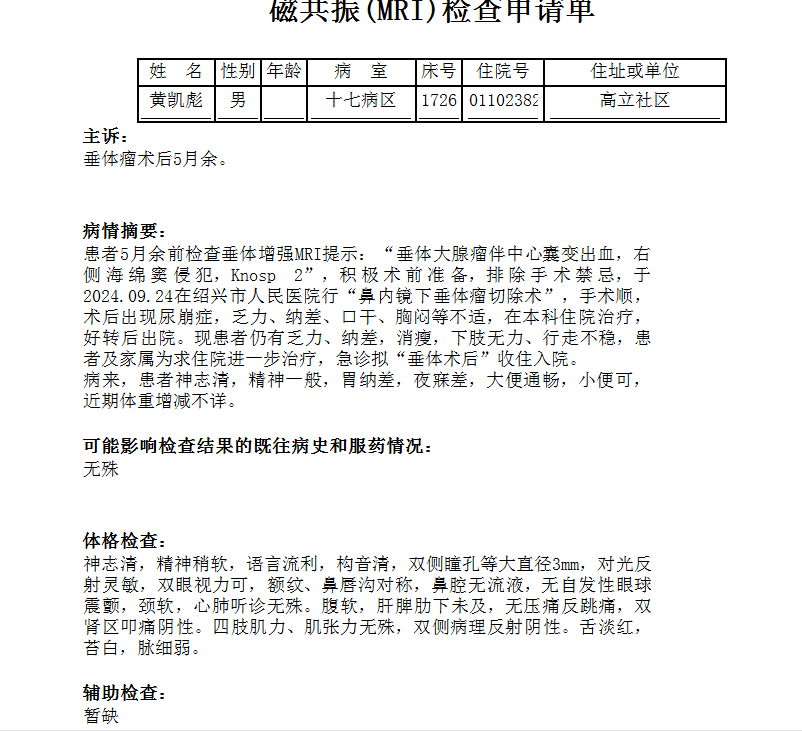 磁共振(MRI)检查申请单
姓 名 性别 年龄 病 室 床号 住院号 住址或单位
黄凯彪 男 十七病区 1726 01102382 高立社区
主诉：
垂体瘤术后5月余。
病情摘要：
患者5月余前检查垂体增强MRI提示：“垂体大腺瘤伴中心囊变出血，右
侧海绵窦侵犯，Knosp 2”，积极术前准备，排除手术禁忌，于
2024.09.24在绍兴市人民医院行“鼻内镜下垂体瘤切除术”，手术顺，
术后出现尿崩症，乏力、纳差、口干、胸闷等不适，在本科住院治疗，
好转后出院。现患者仍有乏力、纳差，消瘦，下肢无力、行走不稳，患
者及家属为求住院进一步治疗，急诊拟“垂体术后”收住入院。
病来，患者神志清，精神一般，胃纳差，夜寐差，大便通畅，小便可，
近期体重增减不详。
可能影响检查结果的既往病史和服药情况：
无殊
体格检查：
神志清，精神稍软，语言流利，构音清，双侧瞳孔等大直径3mm，对光反
射灵敏，双眼视力可，额纹、鼻唇沟对称，鼻腔无流液，无自发性眼球
震颤，颈软，心肺听诊无殊。腹软，肝脾肋下未及，无压痛反跳痛，双
肾区叩痛阴性。四肢肌力、肌张力无殊，双侧病理反射阴性。舌淡红，
苔白，脉细弱。
辅助检查：
暂缺